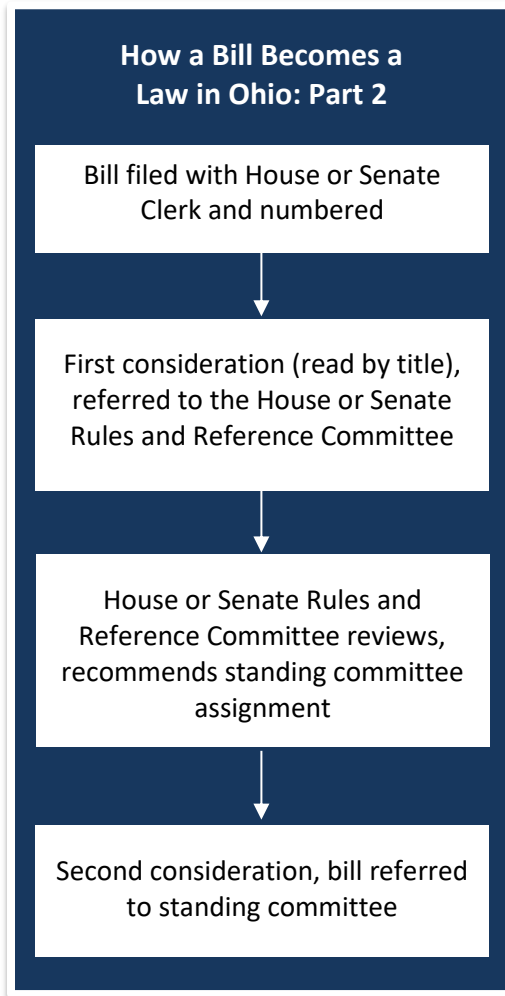 How a Bill Becomes a
Law in Ohio: Part 2
Bill filed with House or Senate
Clerk and numbered
First consideration (read by title),
referred to the House or Senate
Rules and Reference Committee
House or Senate Rules and
Reference Committee reviews,
recommends standing committee
assignment
Second consideration, bill referred
to standing committee